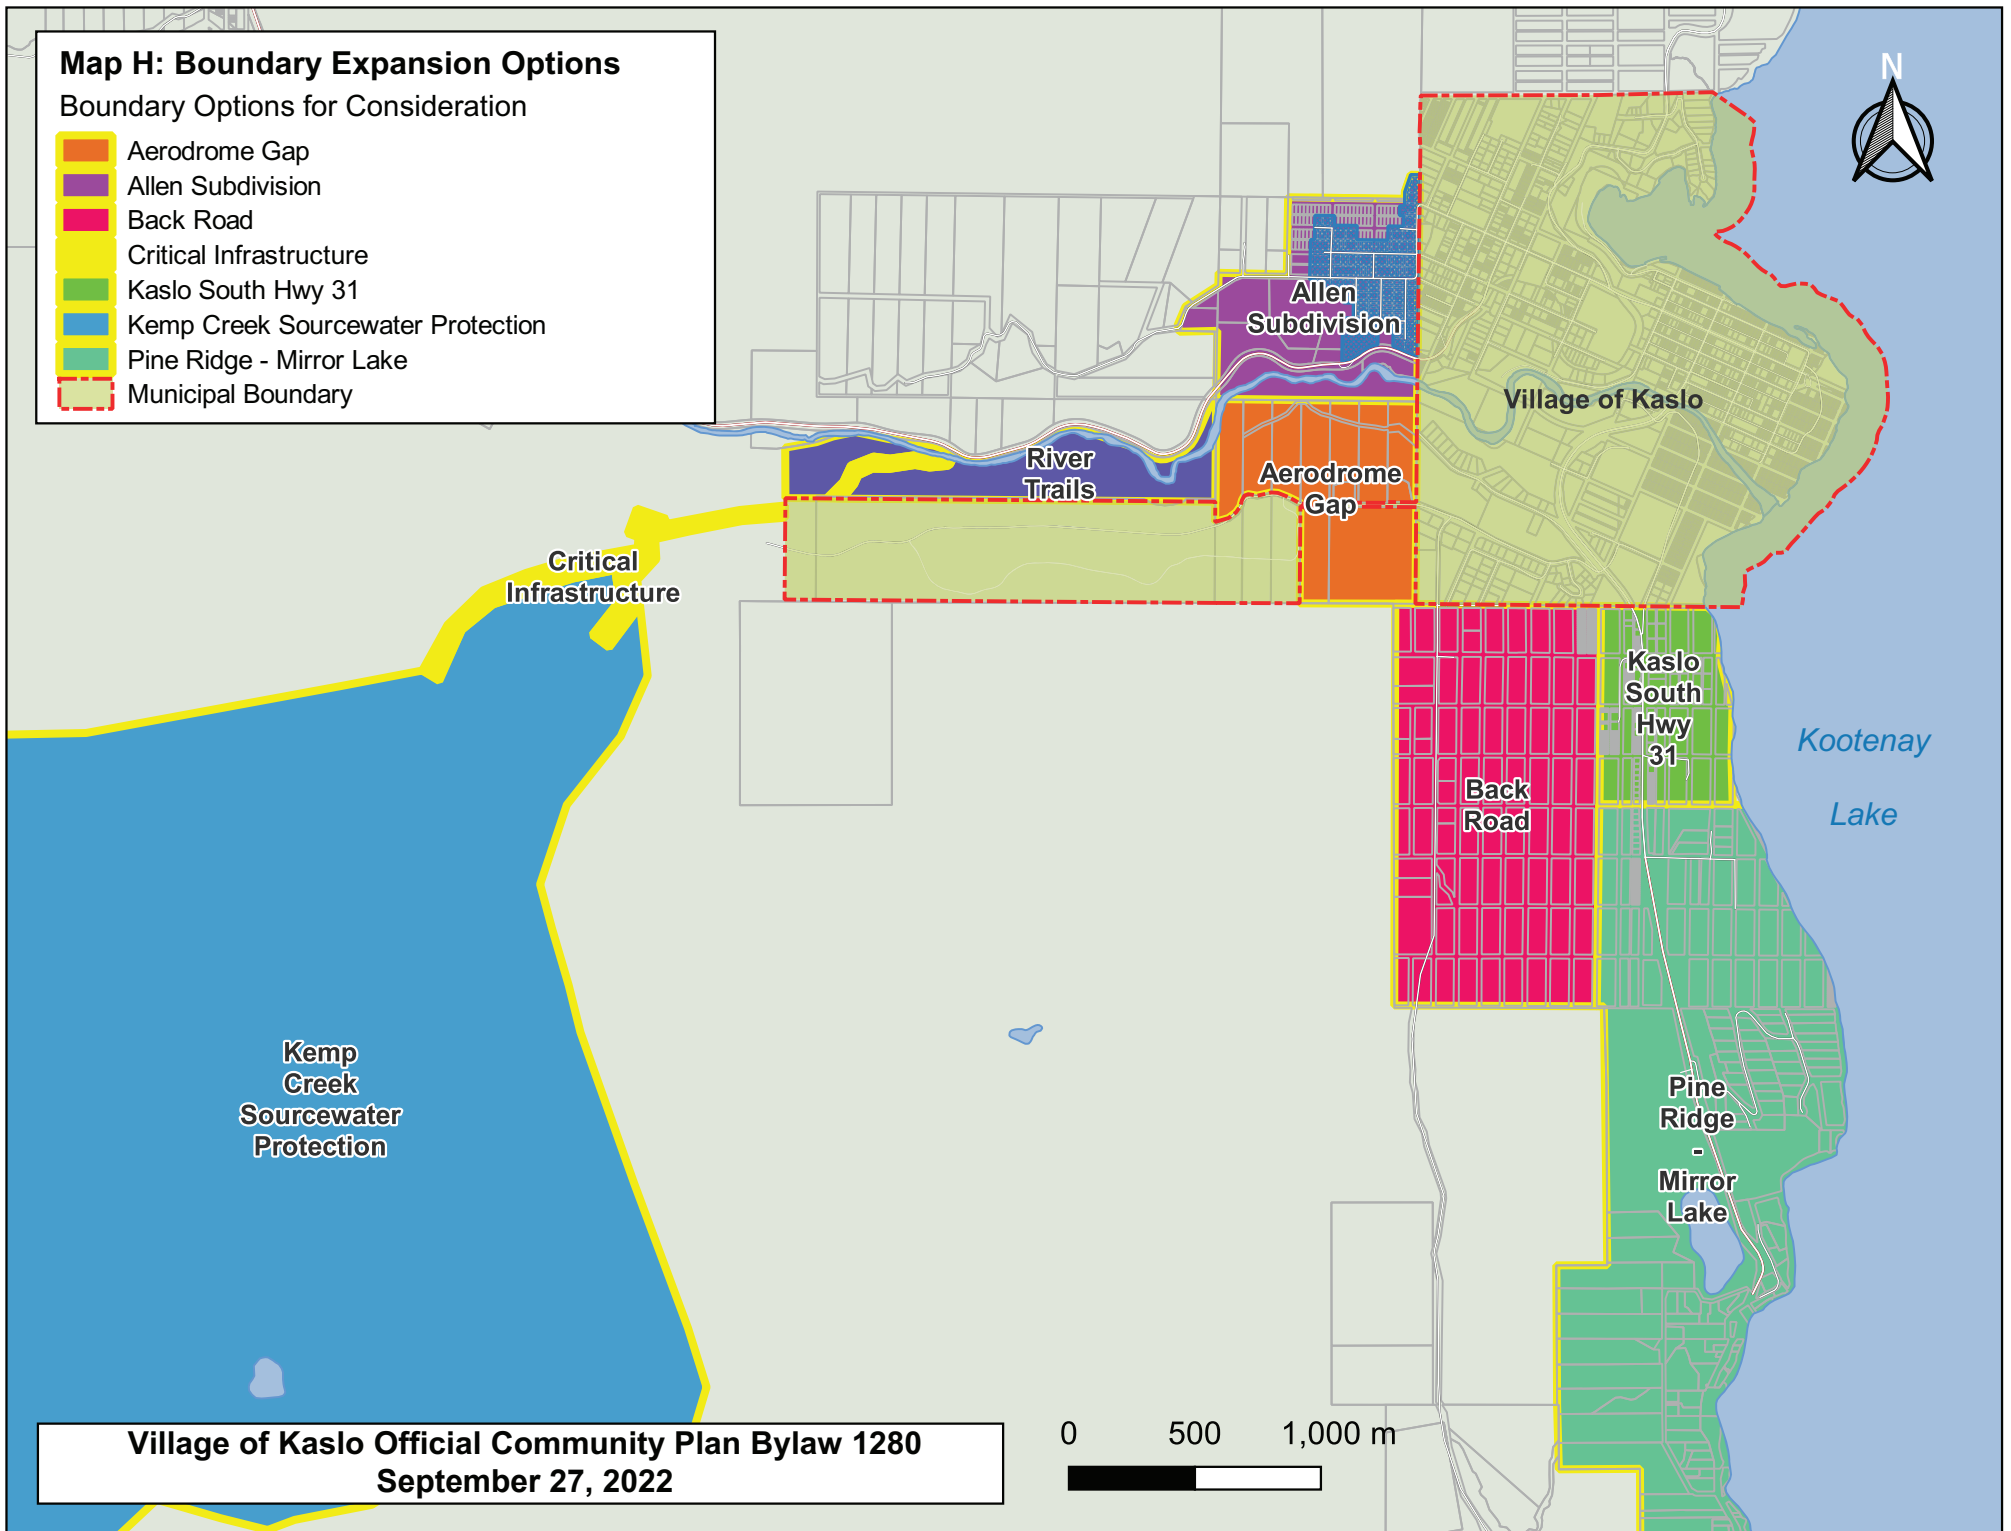 Map H: Boundary Expansion Options
Boundary Options for Consideration
Aerodrome Gap
Allen Subdivision
Back Road
Critical Infrastructure
Kaslo South Hwy 31
Kemp Creek Sourcewater Protection
Pine Ridge - Mirror Lake
Municipal Boundary
N
Allen
Subdivision
Village of Kaslo
River
Trails
Aerodrome
Gap
Critical
Infrastructure
Kaslo
South
Hwy
31
Kootenay
Lake
Back
Road
Kemp
Creek
Sourcewater
Protection
Pine
Ridge
-
Mirror
Lake
Village of Kaslo Official Community Plan Bylaw 1280
September 27, 2022
0 500 1,000 m